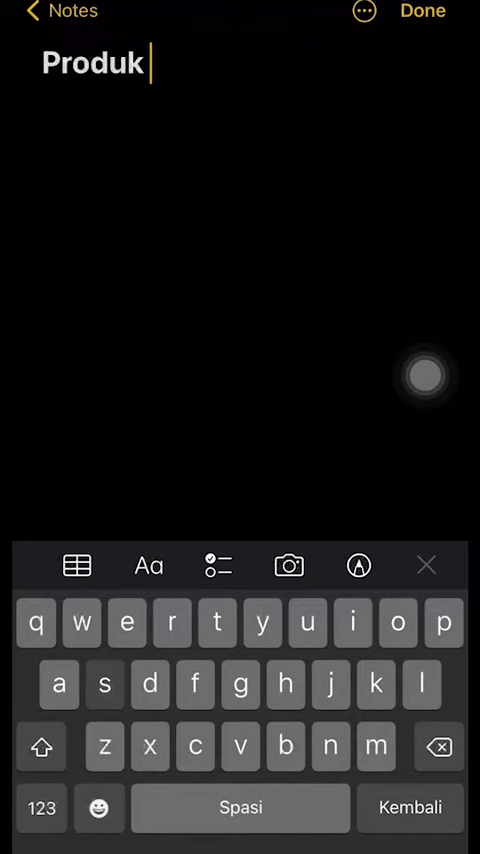 Notes
Done
Produk
Aa
q w e r t y u i o p
a s d f g h j k l
z x c v b n m
123
Spasi
Kembali